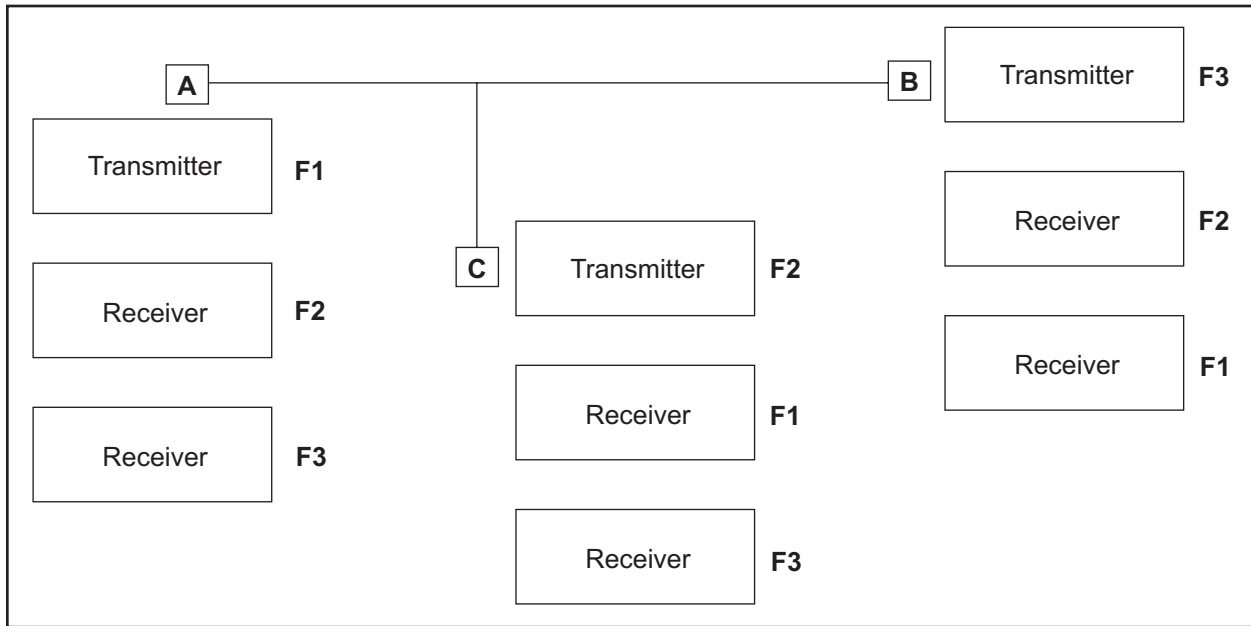 A
B
Transmitter F3
Transmitter F1
Receiver F2
C
Transmitter F2
Receiver F2
Receiver F1
Receiver F1
Receiver F3
Receiver F3